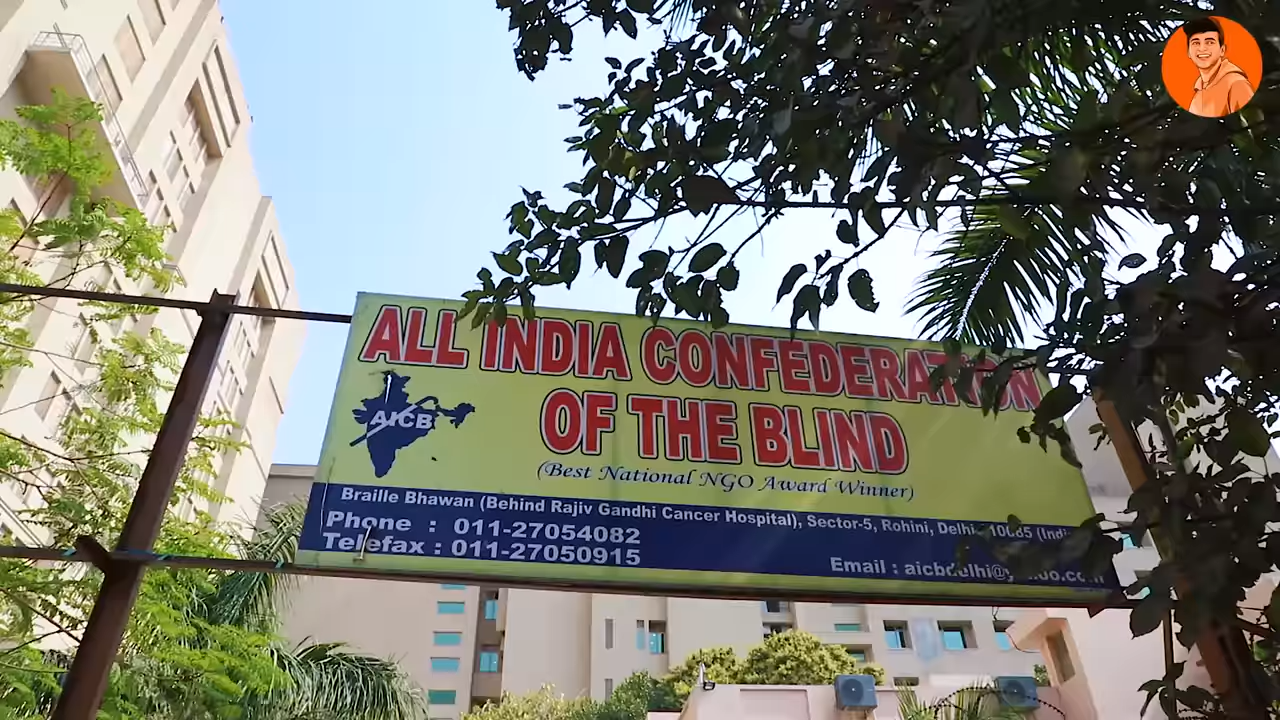 ALL INDIA CONFEDERATION
OF THE BLIND
AICB
(Best National NGO Award Winner)
Braille Bhawan (Behind Rajiv Gandhi Cancer Hospital), Sector-5, Rohini, Delhi
Phone : 011-27054082
Telefax : 011-27050915
Email :